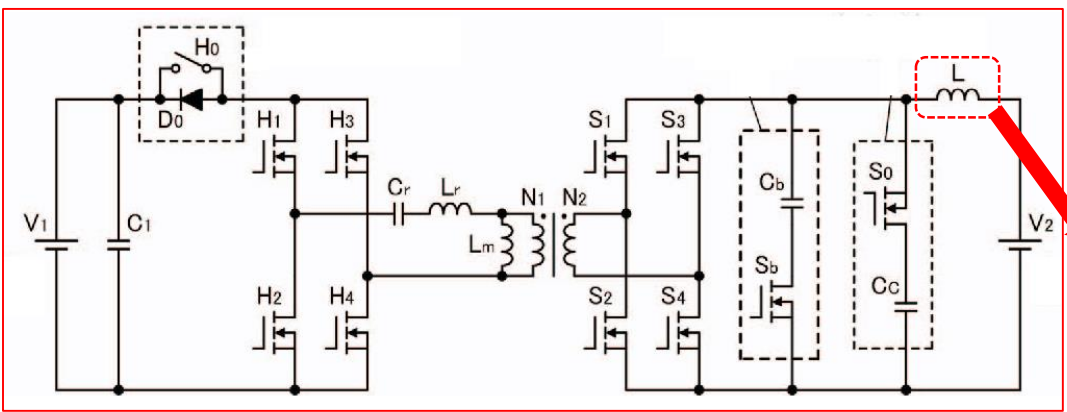 H0
D0
L
H1
H3
S1
S3
Cr
Lr
N1
N2
Cb
S0
V1
C1
Lm
V2
Sb
Cc
H2
H4
S2
S4